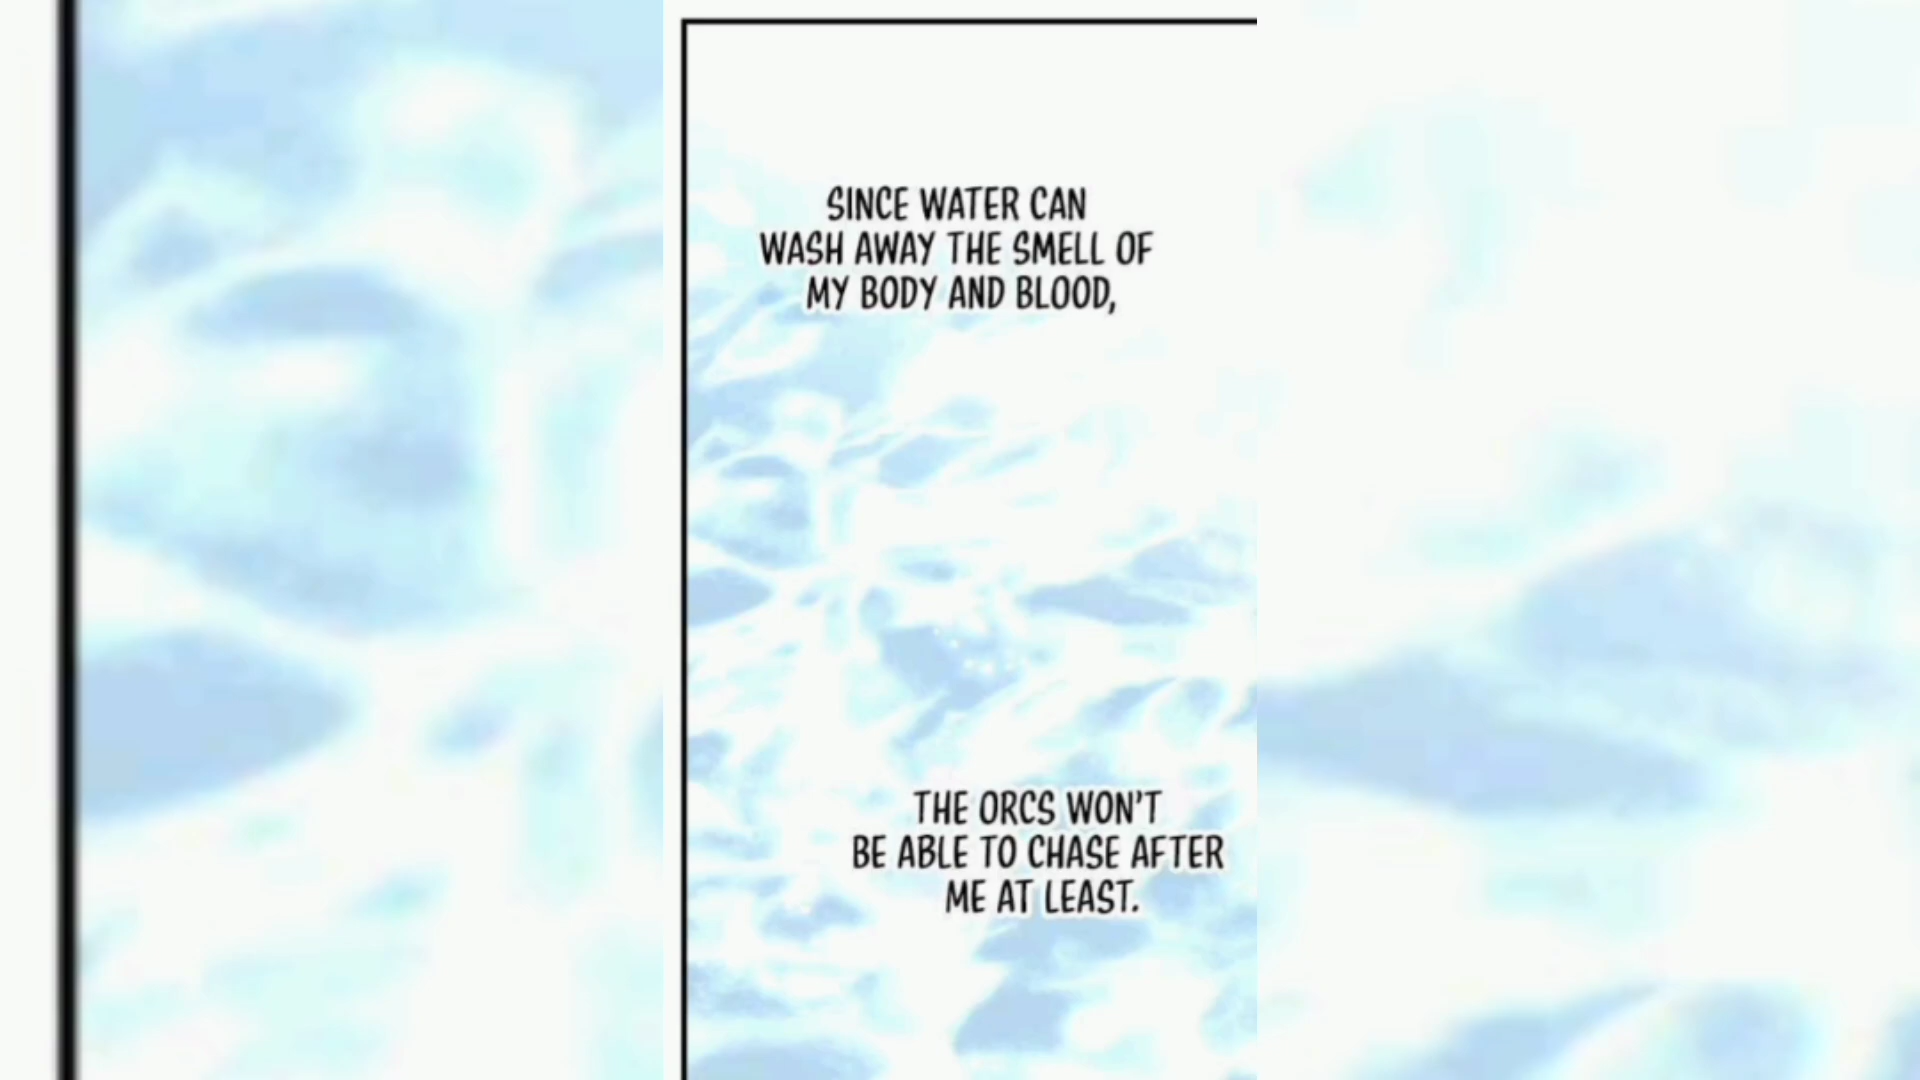 SINCE WATER CAN
WASH AWAY THE SMELL OF
MY BODY AND BLOOD,
THE ORCS WON'T
BE ABLE TO CHASE AFTER
ME AT LEAST.